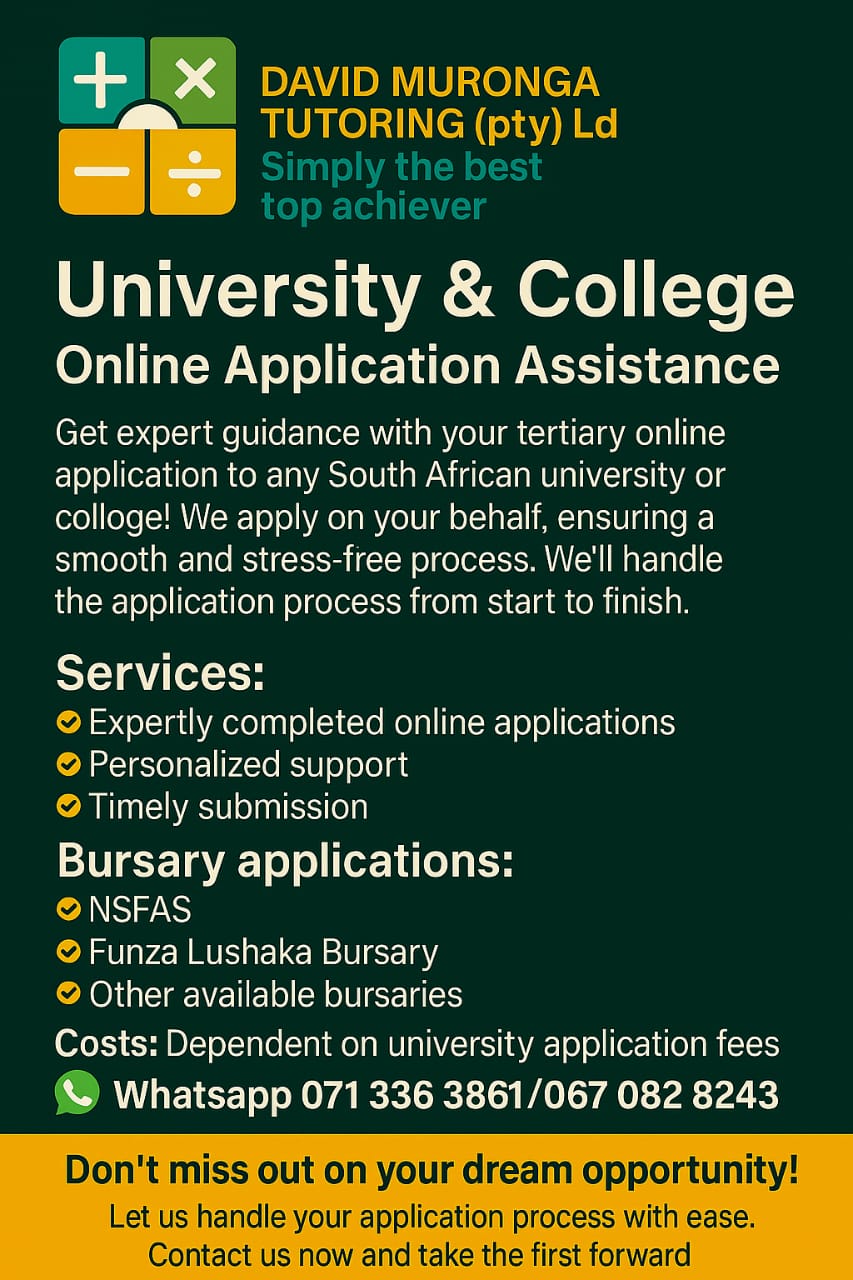 DAVID MURONGA
TUTORING (pty) Ld
Simply the best
top achiever
University & College
Online Application Assistance
Get expert guidance with your tertiary online
application to any South African university or
colloge! We apply on your behalf, ensuring a
smooth and stress-free process. We'll handle
the application process from start to finish.
Services:
Expertly completed online applications
Personalized support
Timely submission
Bursary applications:
NSFAS
Funza Lushaka Bursary
Other available bursaries
Costs: Dependent on university application fees
Whatsapp 071 336 3861/067 082 8243
Don't miss out on your dream opportunity!
Let us handle your application process with ease.
Contact us now and take the first forward